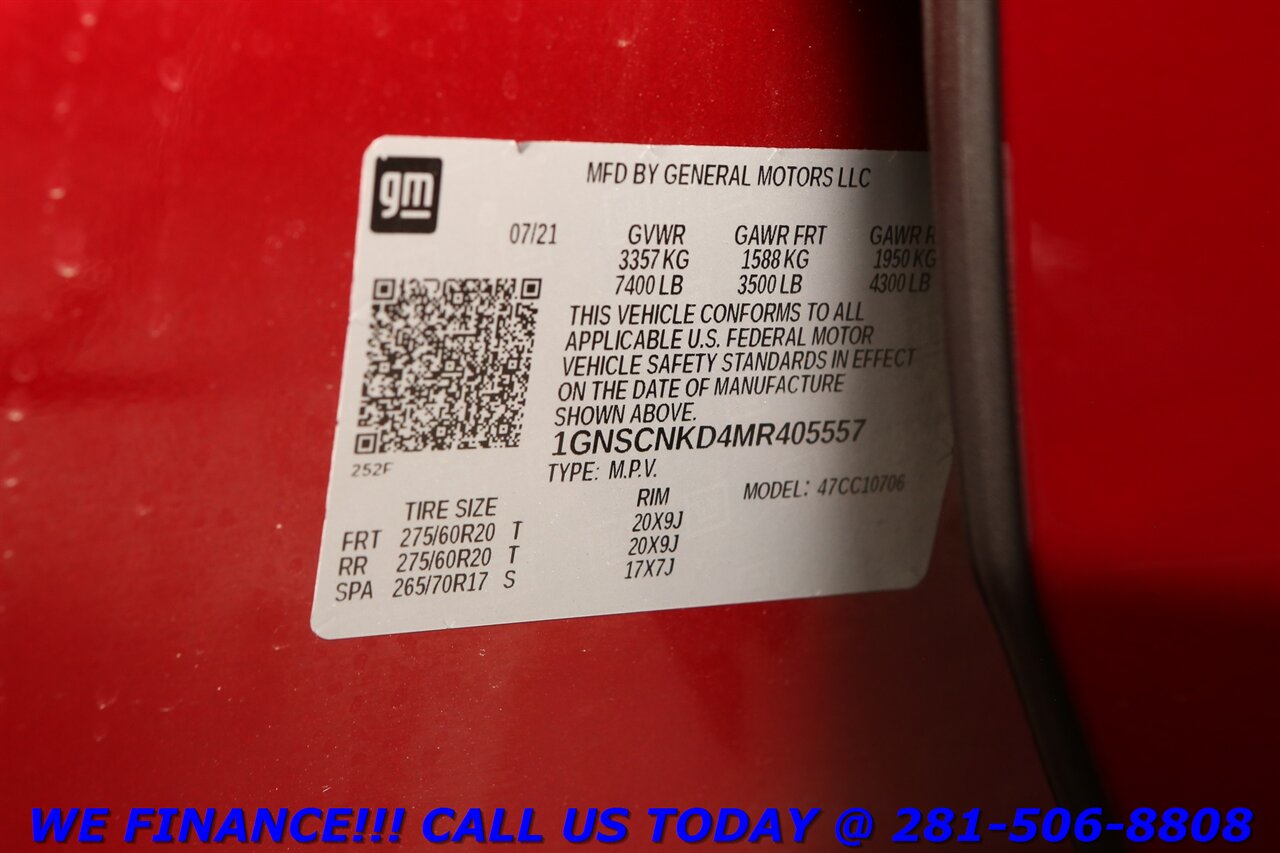 gm
MFD BY GENERAL MOTORS LLC
07/21 GVWR GAWR FRT GAWR R
3357 KG 1588 KG 1950 KG
7400 LB 3500 LB 4300 LB
THIS VEHICLE CONFORMS TO ALL
APPLICABLE U.S. FEDERAL MOTOR
VEHICLE SAFETY STANDARDS IN EFFECT
ON THE DATE OF MANUFACTURE
SHOWN ABOVE.
1GNSCNKD4MR405557
252F
TYPE: M.P.V. MODEL: 47CC10706
TIRE SIZE RIM
FRT 275/60R20 T 20X9J
RR 275/60R20 T 20X9J
SPA 265/70R17 S 17X7J
WE FINANCE!!! CALL US TODAY @ 281-506-8808